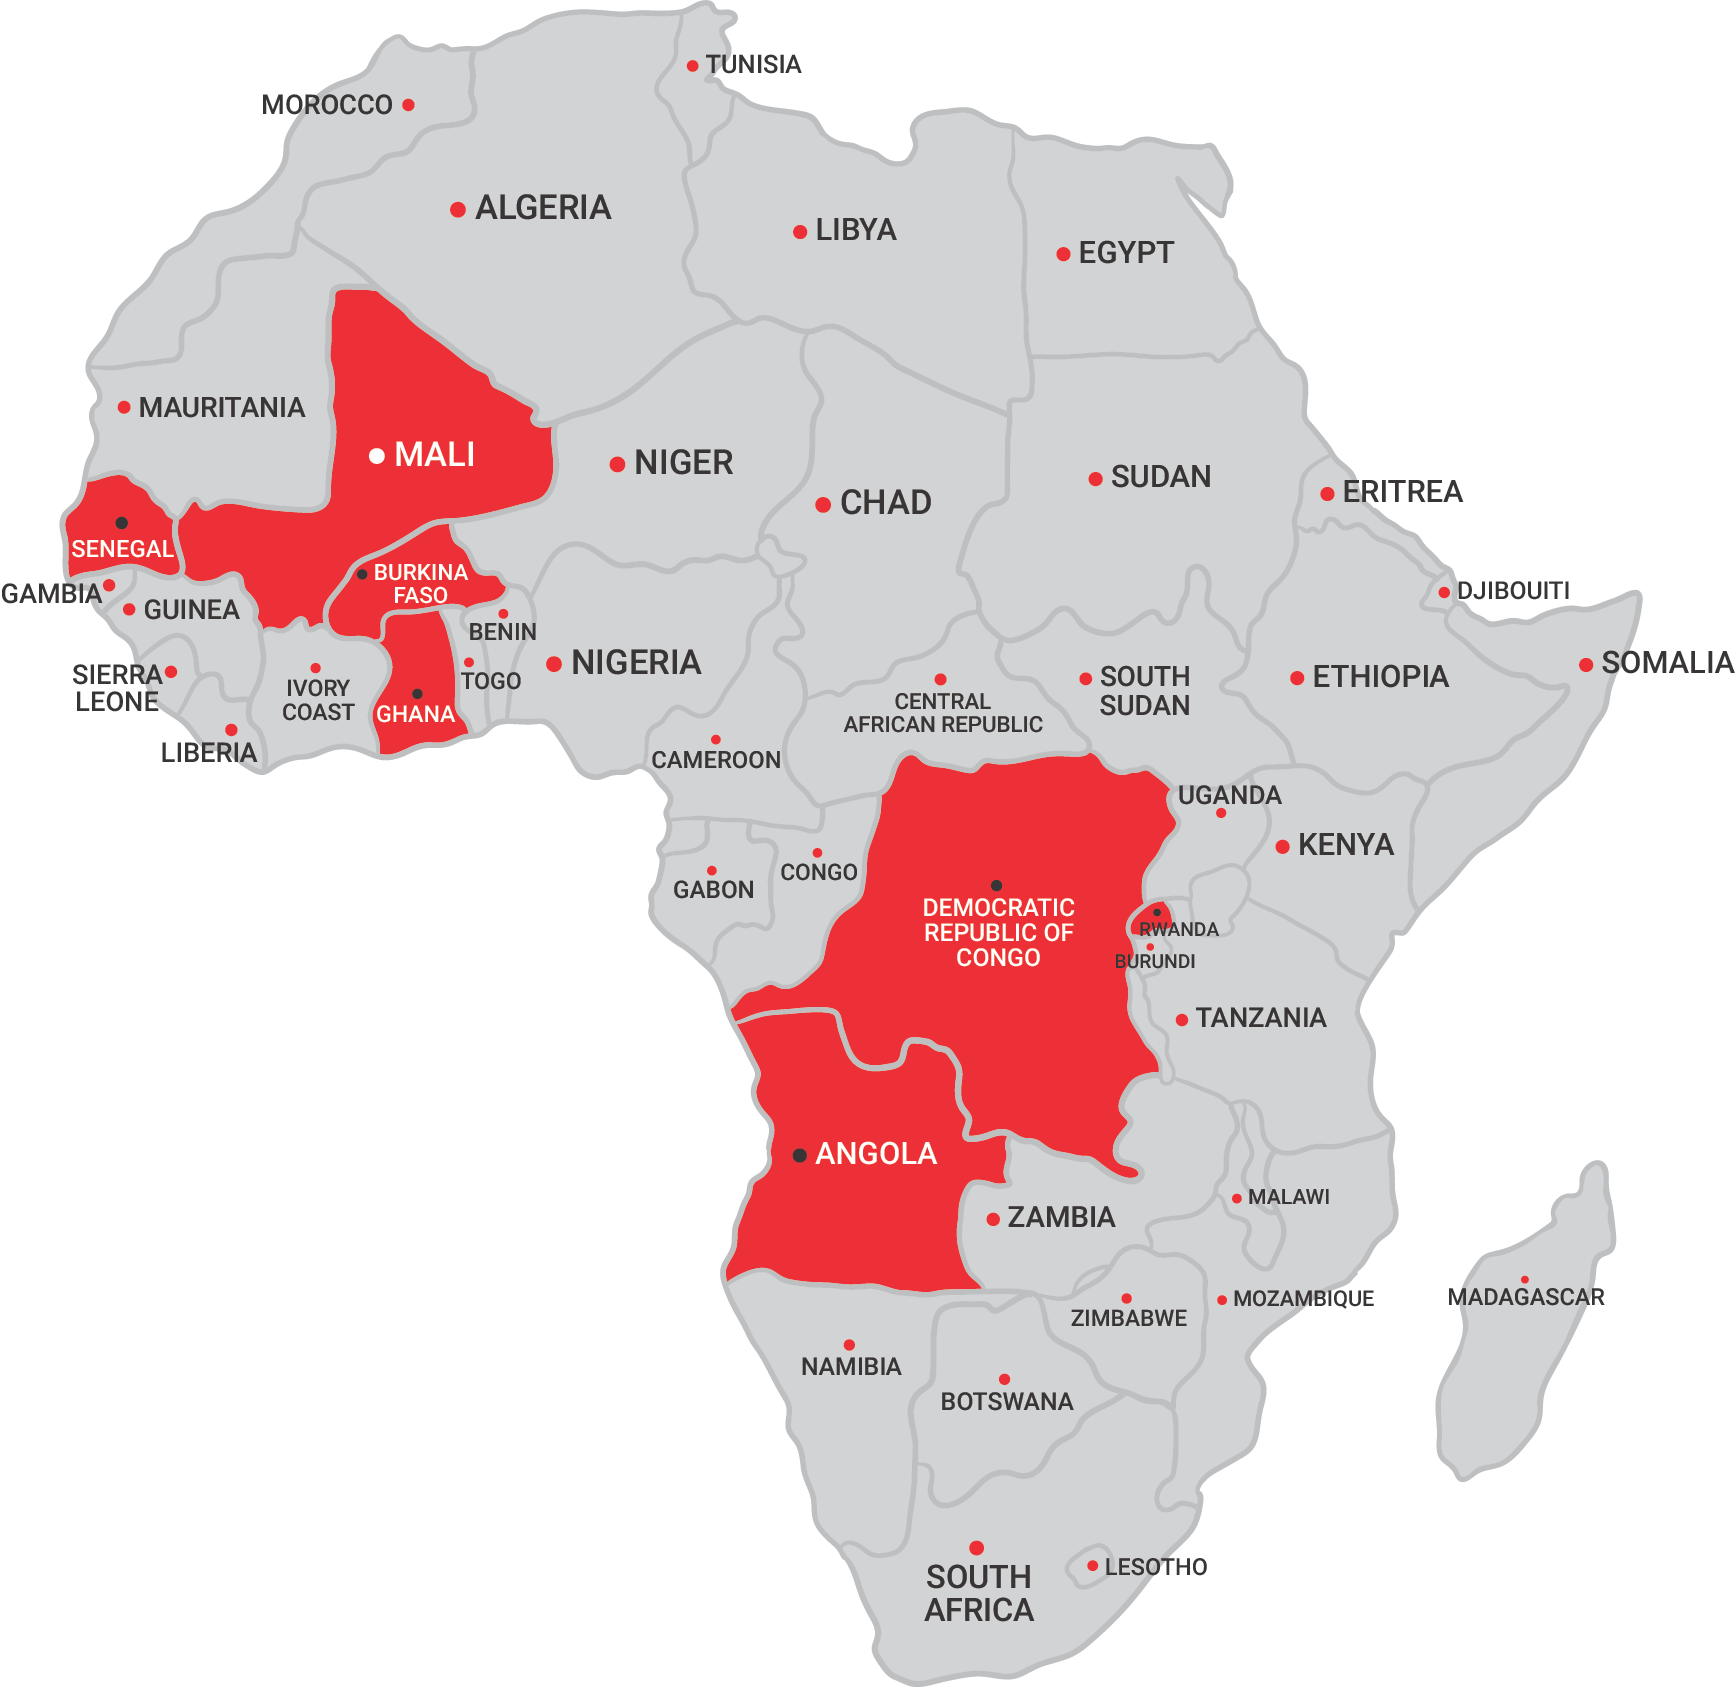 TUNISIA
MOROCCO
ALGERIA
LIBYA
EGYPT
MAURITANIA
MALI
NIGER
CHAD
SUDAN
ERITREA
SENEGAL
BURKINA
FASO
GAMBIA
GUINEA
DJIBOUITI
BENIN
NIGERIA
SIERRA
LEONE
IVORY
COAST
TOGO
GHANA
LIBERIA
CENTRAL
AFRICAN REPUBLIC
SOUTH
SUDAN
ETHIOPIA
SOMALIA
CAMEROON
UGANDA
KENYA
GABON
CONGO
DEMOCRATIC
REPUBLIC OF
CONGO
RWANDA
BURUNDI
TANZANIA
ANGOLA
ZAMBIA
MALAWI
ZIMBABWE
MOZAMBIQUE
MADAGASCAR
NAMIBIA
BOTSWANA
SOUTH
AFRICA
LESOTHO